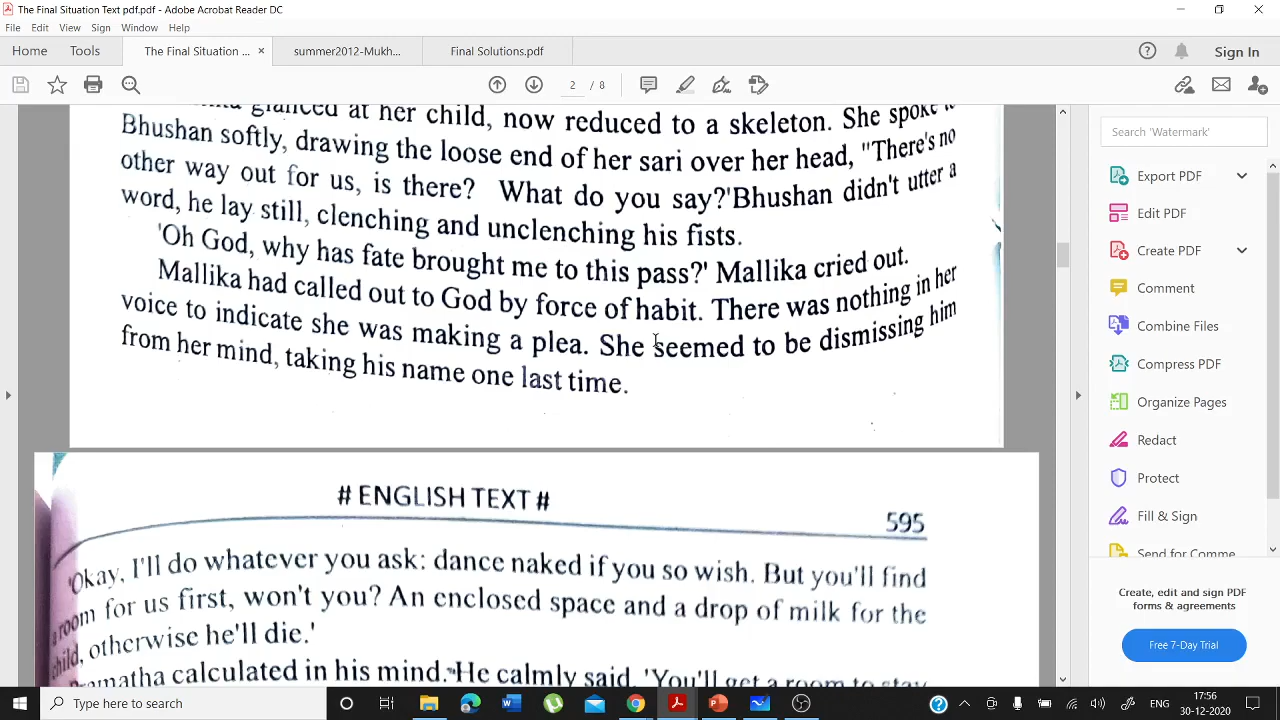 The Final Situation Text pdf.pdf - Adobe Acrobat Reader DC
File Edit View Sign Window Help
Home Tools The Final Situation ... × summer2012-Mukh... Final Solutions.pdf Sign In
2 / 8
glanced at her child, now reduced to a skeleton. She spoke
Bhushan softly, drawing the loose end of her sari over her head, "There's no
other way out for us, is there? What do you say?'Bhushan didn't utter a
word, he lay still, clenching and unclenching his fists.
'Oh God, why has fate brought me to this pass?' Mallika cried out.
Mallika had called out to God by force of habit. There was nothing in her
voice to indicate she was making a plea. She seemed to be dismissing him
from her mind, taking his name one last time.
# ENGLISH TEXT #
595
'Okay, I'll do whatever you ask: dance naked if you so wish. But you'll find
a room for us first, won't you? An enclosed space and a drop of milk for the
child, otherwise he'll die.'
calculated in his mind. He calmly said, 'You'll get a room to stay
Search 'Watermark'
Export PDF
Edit PDF
Create PDF
Comment
Combine Files
Compress PDF
Organize Pages
Redact
Protect
Fill & Sign
Send for Comme
Create, edit and sign PDF
forms & agreements
Free 7-Day Trial
Type here to search
ENG
17:56
30-12-2020